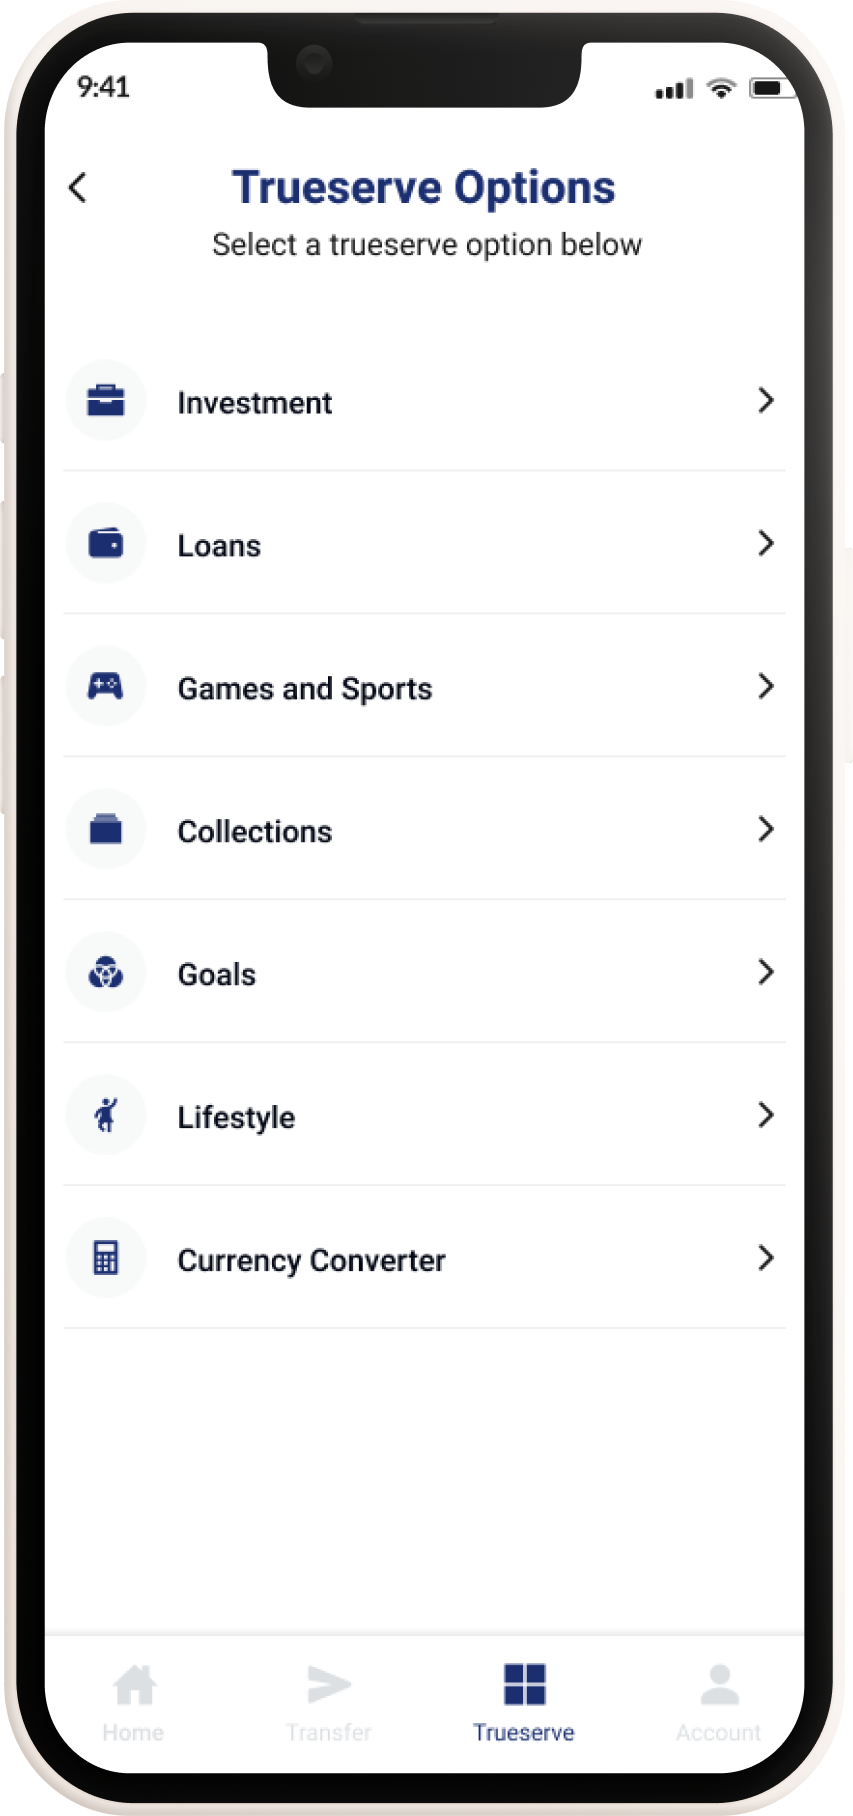 9:41
Trueserve Options
Select a trueserve option below
Investment
Loans
Games and Sports
Collections
Goals
Lifestyle
Currency Converter
Home
Transfer
Trueserve
Account